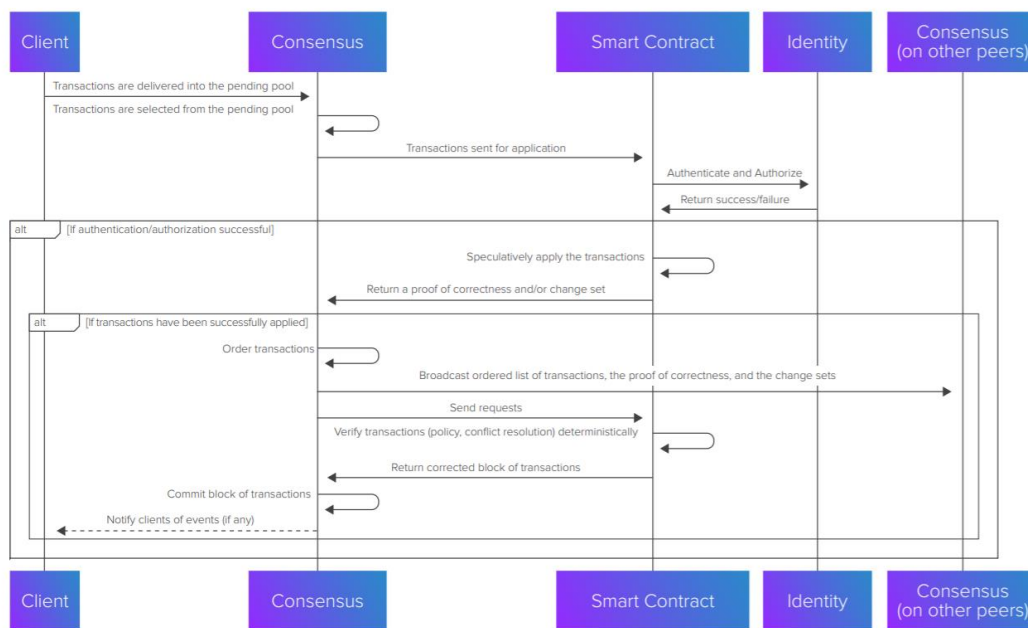 Client
Consensus
Smart Contract
Identity
Consensus
(on other peers)
Transactions are delivered into the pending pool
Transactions are selected from the pending pool
Transactions sent for application
Authenticate and Authorize
Return success/failure
alt
[If authentication/authorization successful]
Speculatively apply the transactions
Return a proof of correctness and/or change set
alt
[If transactions have been successfully applied]
Order transactions
Broadcast ordered list of transactions, the proof of correctness, and the change sets
Send requests
Verify transactions (policy, conflict resolution) deterministically
Return corrected block of transactions
Commit block of transactions
Notify clients of events (if any)
Client
Consensus
Smart Contract
Identity
Consensus
(on other peers)